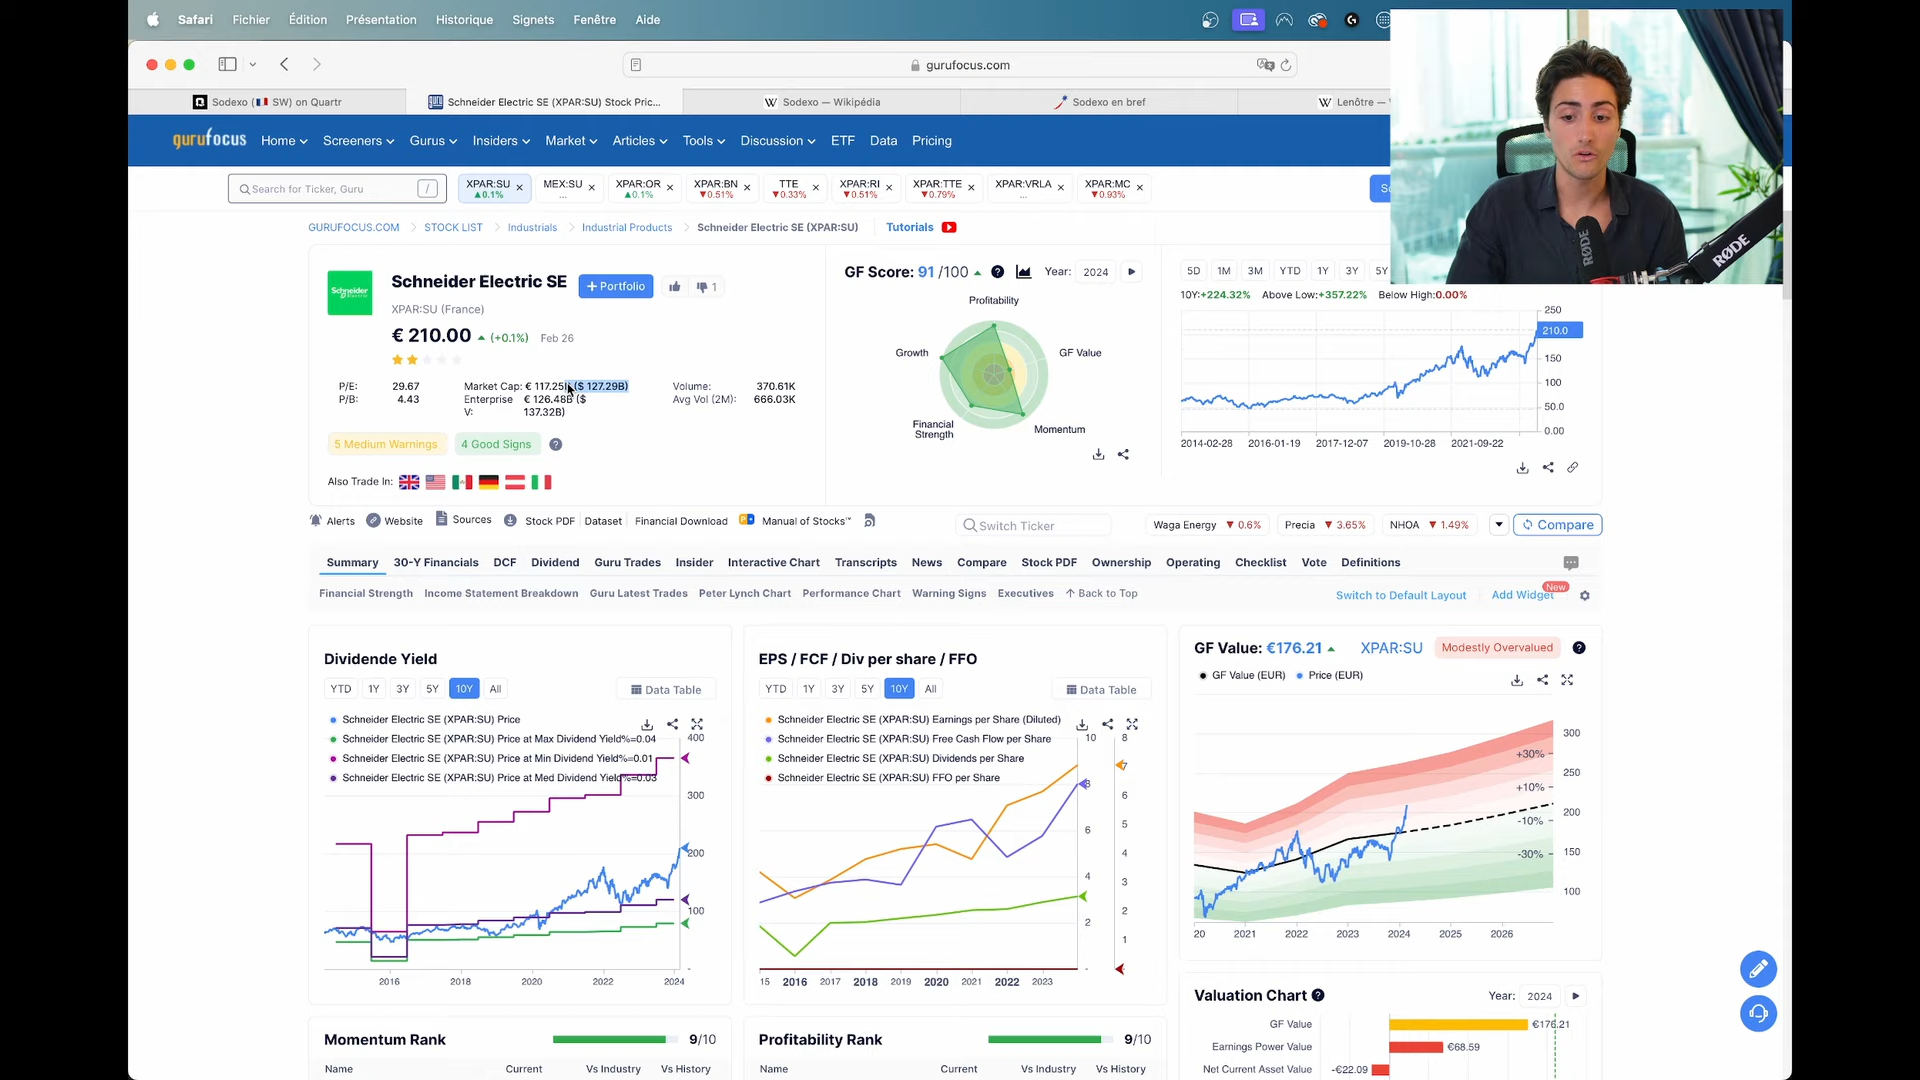 Safari Fichier Édition Présentation Historique Signets Fenêtre Aide
gurufocus.com
Sodexo (🇫🇷 SW) on Quartr
Schneider Electric SE (XPAR:SU) Stock Pric...
Sodexo — Wikipédia
Sodexo en bref
Lenôtre —
gurufocus Home Screeners Gurus Insiders Market Articles Tools Discussion ETF Data Pricing
Search for Ticker, Guru /
XPAR:SU × ▲0.1%
MEX:SU × ...
XPAR:OR × ▲0.1%
XPAR:BN × ▼0.51%
TTE × ▼0.33%
XPAR:RI × ▼0.51%
XPAR:TTE × ▼0.79%
XPAR:VRLA × ...
XPAR:MC × ▼0.93%
RØDE
RØDE
GURUFOCUS.COM > STOCK LIST > Industrials > Industrial Products > Schneider Electric SE (XPAR:SU) Tutorials
Schneider Electric
Schneider Electric SE + Portfolio 1
XPAR:SU (France)
€ 210.00 ▲ (+0.1%) Feb 26
P/E: 29.67 Market Cap: € 117.25 ($ 127.29B) Volume: 370.61K
P/B: 4.43 Enterprise V: € 126.48B ($ 137.32B) Avg Vol (2M): 666.03K
5 Medium Warnings 4 Good Signs ?
Also Trade In:
GF Score: 91 /100 ▲ ? Year: 2024
Profitability
Growth
GF Value
Financial Strength
Momentum
5D 1M 3M YTD 1Y 3Y 5Y
10Y:+224.32% Above Low:+357.22% Below High:0.00%
250
210.0
150
100
50.0
0.00
2014-02-28 2016-01-19 2017-12-07 2019-10-28 2021-09-22
Alerts Website Sources Stock PDF Dataset Financial Download Manual of Stocks™ Switch Ticker Waga Energy ▼ 0.6% Precia ▼ 3.65% NHOA ▼ 1.49% Compare
Summary 30-Y Financials DCF Dividend Guru Trades Insider Interactive Chart Transcripts News Compare Stock PDF Ownership Operating Checklist Vote Definitions
Financial Strength Income Statement Breakdown Guru Latest Trades Peter Lynch Chart Performance Chart Warning Signs Executives ↑ Back to Top Switch to Default Layout Add Widget New
Dividende Yield
YTD 1Y 3Y 5Y 10Y All Data Table
Schneider Electric SE (XPAR:SU) Price
Schneider Electric SE (XPAR:SU) Price at Max Dividend Yield%=0.04
Schneider Electric SE (XPAR:SU) Price at Min Dividend Yield%=0.01
Schneider Electric SE (XPAR:SU) Price at Med Dividend Yield%=0.03
400
300
200
100
-
2016 2018 2020 2022 2024
EPS / FCF / Div per share / FFO
YTD 1Y 3Y 5Y 10Y All Data Table
Schneider Electric SE (XPAR:SU) Earnings per Share (Diluted)
Schneider Electric SE (XPAR:SU) Free Cash Flow per Share
Schneider Electric SE (XPAR:SU) Dividends per Share
Schneider Electric SE (XPAR:SU) FFO per Share
10 8
7
8 6
5
6 4
4 3
2 2
1
-
15 2016 2017 2018 2019 2020 2021 2022 2023
GF Value: €176.21 ▲ XPAR:SU Modestly Overvalued ?
GF Value (EUR) Price (EUR)
300
+30%
250
+10%
200
-10%
150
-30%
100
20 2021 2022 2023 2024 2025 2026
Valuation Chart ? Year: 2024
GF Value €176.21
Earnings Power Value €68.59
Net Current Asset Value -€22.09
Momentum Rank 9/10
Name Current Vs Industry Vs History
Profitability Rank 9/10
Name Current Vs Industry Vs History